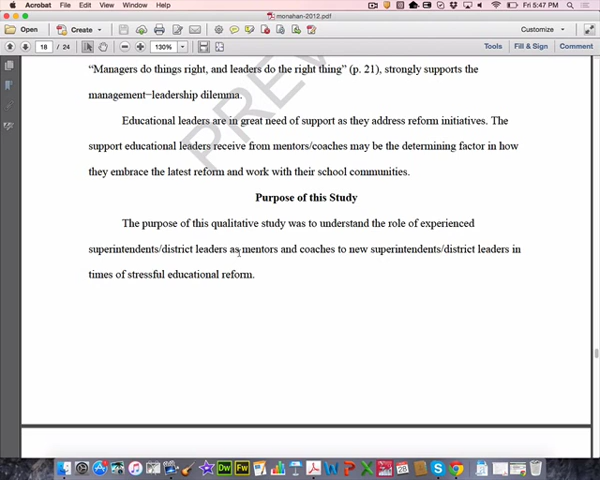 Acrobat File Edit View Window Help
Fri 5:47 PM
monahan-2012.pdf
Open Create Customize
18 / 24 130% Tools Fill & Sign Comment
“Managers do things right, and leaders do the right thing” (p. 21), strongly supports the
management−leadership dilemma.
Educational leaders are in great need of support as they address reform initiatives. The
support educational leaders receive from mentors/coaches may be the determining factor in how
they embrace the latest reform and work with their school communities.
Purpose of this Study
The purpose of this qualitative study was to understand the role of experienced
superintendents/district leaders as mentors and coaches to new superintendents/district leaders in
times of stressful educational reform.
PREV
Dw Fw